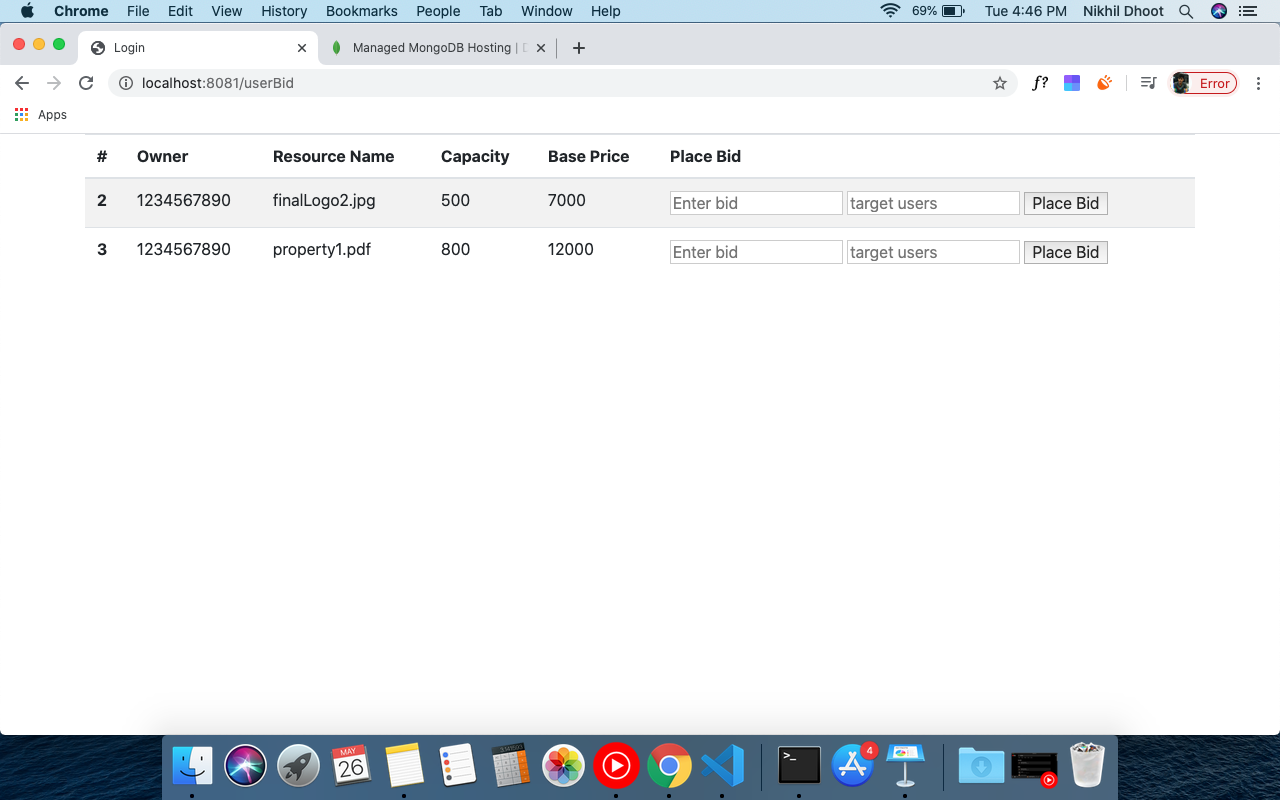 Chrome File Edit View History Bookmarks People Tab Window Help 69% Tue 4:46 PM Nikhil Dhoot
Login Managed MongoDB Hosting |
localhost:8081/userBid f? Error
Apps
# Owner Resource Name Capacity Base Price Place Bid
2 1234567890 finalLogo2.jpg 500 7000 Enter bid target users Place Bid
3 1234567890 property1.pdf 800 12000 Enter bid target users Place Bid
MAY
26
>_
4